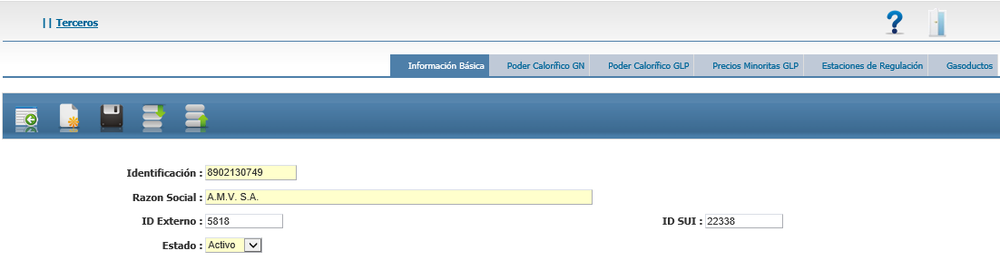 || Terceros
Información Básica Poder Calorífico GN Poder Calorífico GLP Precios Minoritas GLP Estaciones de Regulación Gasoductos
Identificación : 8902130749
Razon Social : A.M.V. S.A.
ID Externo : 5818 ID SUI : 22338
Estado : Activo